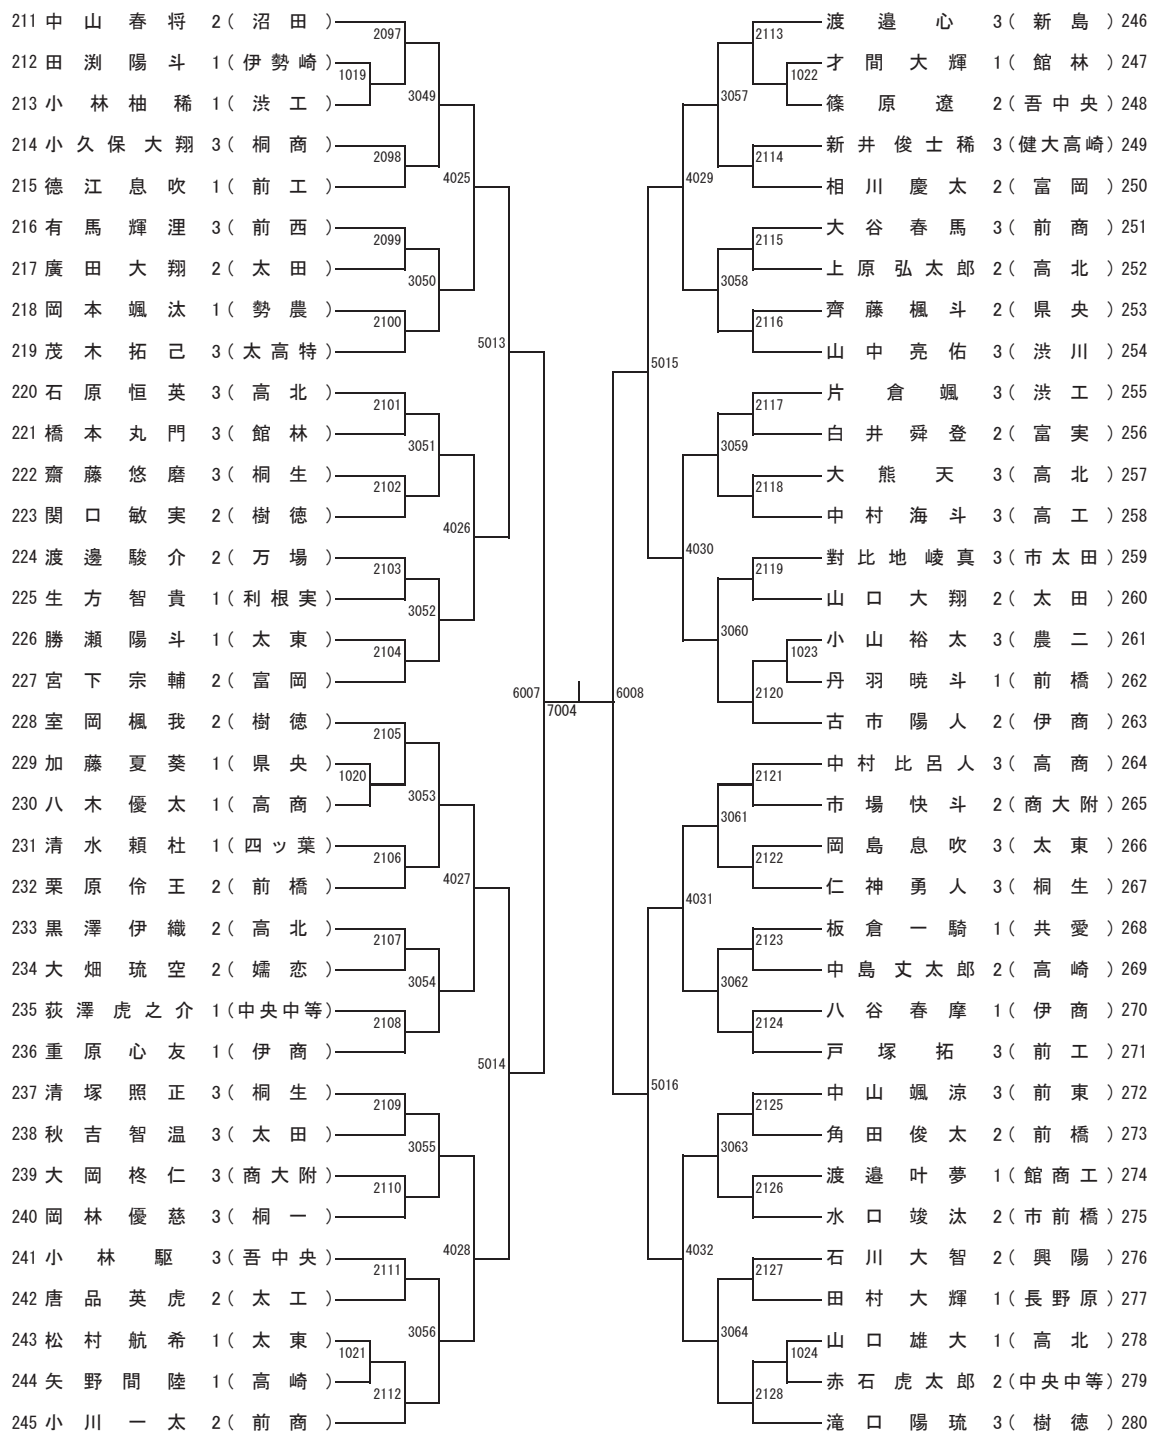 211 中山春将 2 (沼田)
212 田渕陽斗 1 (伊勢崎)
213 小林柚稀 1 (渋工)
214 小久保大翔 3 (桐商)
215 德江息吹 1 (前工)
216 有馬輝浬 3 (前西)
217 廣田大翔 2 (太田)
218 岡本颯汰 1 (勢農)
219 茂木拓己 3 (太高特)
220 石原恒英 3 (高北)
221 橋本丸門 3 (館林)
222 齋藤悠磨 3 (桐生)
223 関口敏実 2 (樹徳)
224 渡邊駿介 2 (万場)
225 生方智貴 1 (利根実)
226 勝瀬陽斗 1 (太東)
227 宮下宗輔 2 (富岡)
228 室岡楓我 2 (樹徳)
229 加藤夏葵 1 (県央)
230 八木優太 1 (高商)
231 清水頼杜 1 (四ッ葉)
232 栗原伶王 2 (前橋)
233 黒澤伊織 2 (高北)
234 大畑琉空 2 (嬬恋)
235 荻澤虎之介 1 (中央中等)
236 重原心友 1 (伊商)
237 清塚照正 3 (桐生)
238 秋吉智温 3 (太田)
239 大岡柊仁 3 (商大附)
240 岡林優慈 3 (桐一)
241 小林駆 3 (吾中央)
242 唐品英虎 2 (太工)
243 松村航希 1 (太東)
244 矢野間陸 1 (高崎)
245 小川一太 2 (前商)
2097
1019
3049
2098
4025
2099
3050
2100
5013
2101
3051
2102
4026
2103
3052
2104
6007
7004
2105
1020
3053
2106
4027
2107
3054
2108
5014
2109
3055
2110
4028
2111
3056
1021
2112
2113
1022
3057
2114
4029
2115
3058
2116
5015
2117
3059
2118
4030
2119
3060
1023
2120
6008
2121
3061
2122
4031
2123
3062
2124
5016
2125
3063
2126
4032
2127
3064
1024
2128
渡邉心 3 (新島) 246
才間大輝 1 (館林) 247
篠原遼 2 (吾中央) 248
新井俊士稀 3 (健大高崎) 249
相川慶太 2 (富岡) 250
大谷春馬 3 (前商) 251
上原弘太郎 2 (高北) 252
齊藤楓斗 2 (県央) 253
山中亮佑 3 (渋川) 254
片倉颯 3 (渋工) 255
白井舜登 2 (富実) 256
大熊天 3 (高北) 257
中村海斗 3 (高工) 258
對比地崚真 3 (市太田) 259
山口大翔 2 (太田) 260
小山裕太 3 (農二) 261
丹羽暁斗 1 (前橋) 262
古市陽人 2 (伊商) 263
中村比呂人 3 (高商) 264
市場快斗 2 (商大附) 265
岡島息吹 3 (太東) 266
仁神勇人 3 (桐生) 267
板倉一騎 1 (共愛) 268
中島丈太郎 2 (高崎) 269
八谷春摩 1 (伊商) 270
戸塚拓 3 (前工) 271
中山颯涼 3 (前東) 272
角田俊太 2 (前橋) 273
渡邉叶夢 1 (館商工) 274
水口竣汰 2 (市前橋) 275
石川大智 2 (興陽) 276
田村大輝 1 (長野原) 277
山口雄大 1 (高北) 278
赤石虎太郎 2 (中央中等) 279
滝口陽琉 3 (樹徳) 280